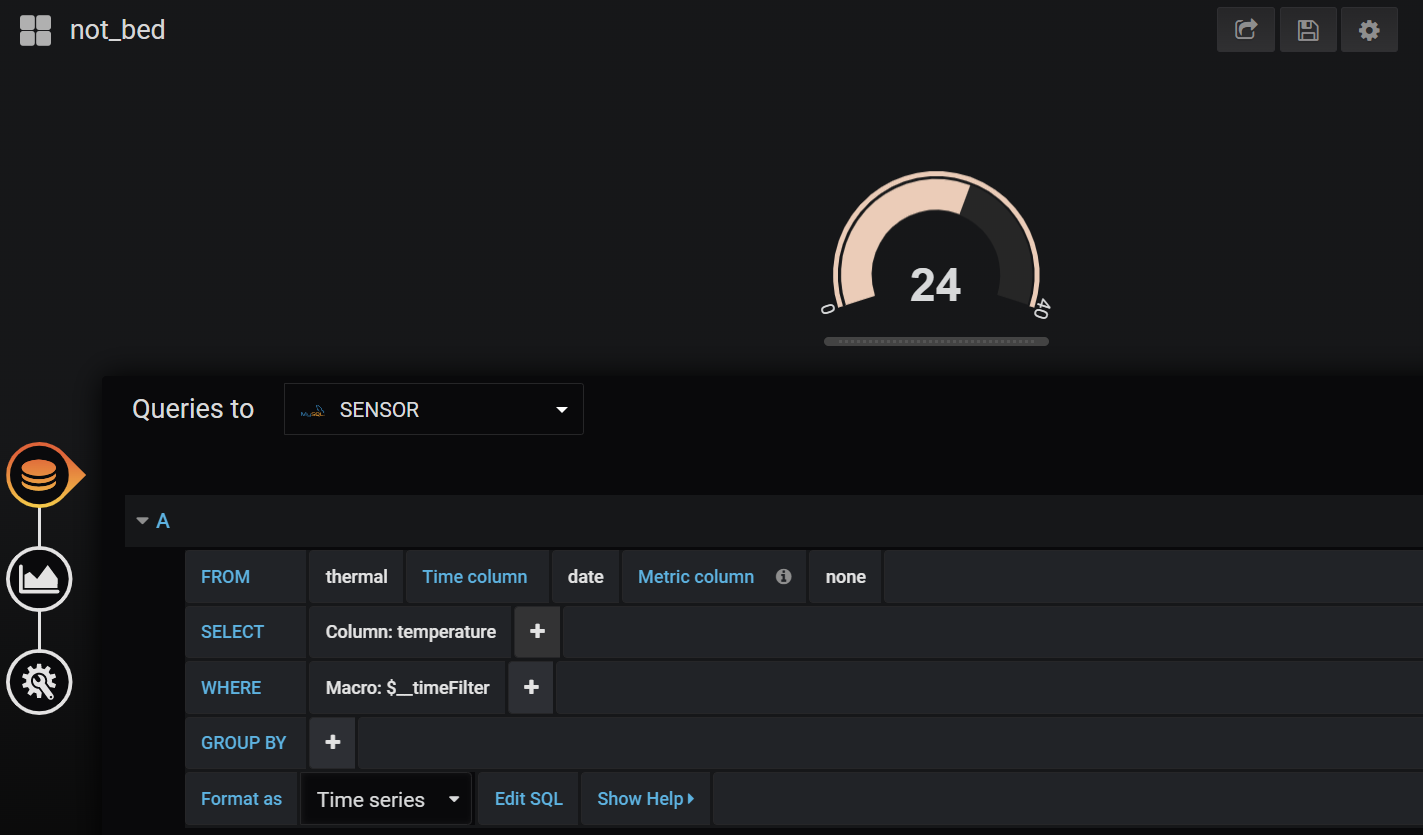 not_bed
24
0
40
Queries to MySQL SENSOR
A
FROM thermal Time column date Metric column none
SELECT Column: temperature +
WHERE Macro: $__timeFilter +
GROUP BY +
Format as Time series Edit SQL Show Help